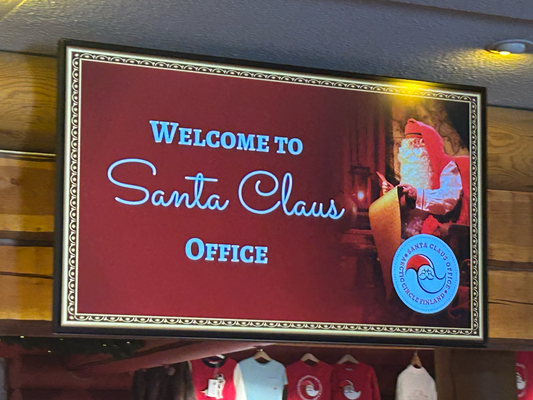 Welcome to
Santa Claus
Office
SANTA CLAUS OFFICE
ARCTIC CIRCLE FINLAND